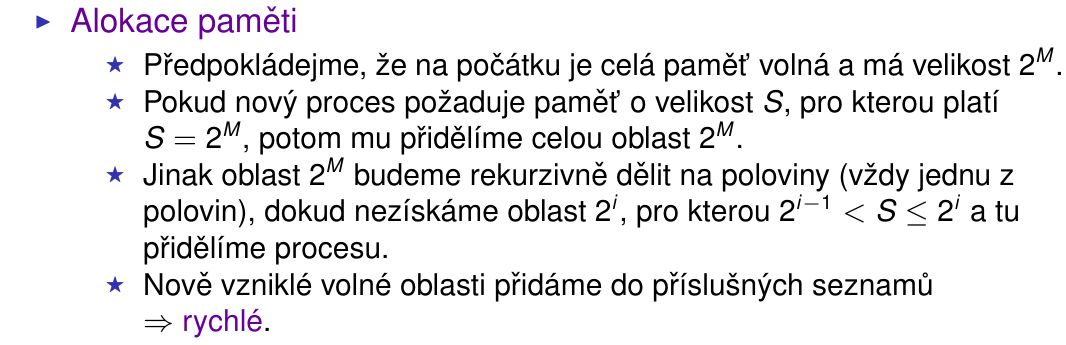 ▶ Alokace paměti
★ Předpokládejme, že na počátku je celá paměť volná a má velikost 2^M.
★ Pokud nový proces požaduje paměť o velikost S, pro kterou platí
S = 2^M, potom mu přidělíme celou oblast 2^M.
★ Jinak oblast 2^M budeme rekurzivně dělit na poloviny (vždy jednu z
polovin), dokud nezískáme oblast 2^i, pro kterou 2^{i−1} < S ≤ 2^i a tu
přidělíme procesu.
★ Nově vzniklé volné oblasti přidáme do příslušných seznamů
⇒ rychlé.